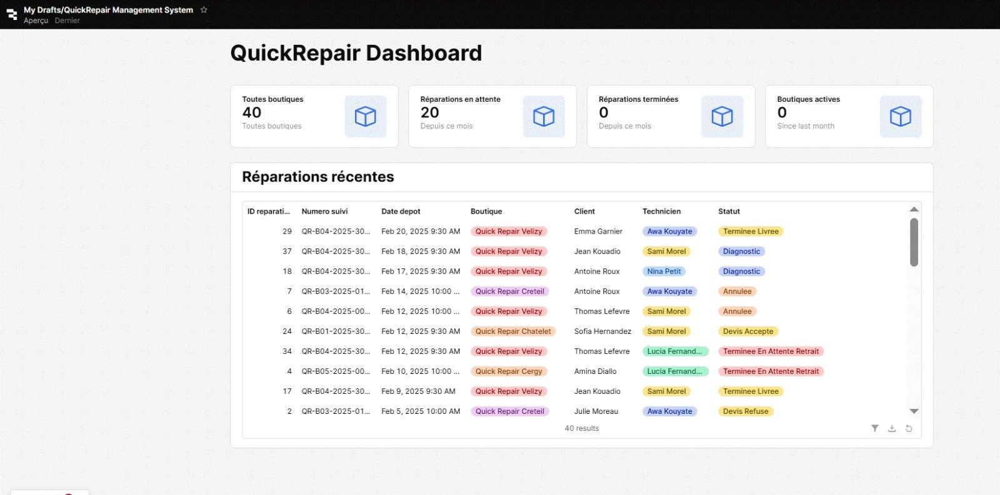 My Drafts/QuickRepair Management System
Aperçu Dernier
QuickRepair Dashboard
Toutes boutiques
40
Toutes boutiques
Réparations en attente
20
Depuis ce mois
Réparations terminées
0
Depuis ce mois
Boutiques actives
0
Since last month
Réparations récentes
ID reparati... Numero suivi Date depot Boutique Client Technicien Statut
29 QR-B04-2025-30... Feb 20, 2025 9:30 AM Quick Repair Velizy Emma Garnier Awa Kouyate Terminee Livree
37 QR-B04-2025-30... Feb 18, 2025 9:30 AM Quick Repair Velizy Jean Kouadio Sami Morel Diagnostic
18 QR-B04-2025-30... Feb 17, 2025 9:30 AM Quick Repair Velizy Antoine Roux Nina Petit Diagnostic
7 QR-B03-2025-01... Feb 14, 2025 10:00 ... Quick Repair Creteil Antoine Roux Awa Kouyate Annulee
6 QR-B04-2025-00... Feb 12, 2025 10:00 ... Quick Repair Velizy Thomas Lefevre Sami Morel Annulee
24 QR-B01-2025-30... Feb 12, 2025 9:30 AM Quick Repair Chatelet Sofia Hernandez Sami Morel Devis Accepte
34 QR-B04-2025-30... Feb 12, 2025 9:30 AM Quick Repair Velizy Thomas Lefevre Lucia Fernand... Terminee En Attente Retrait
4 QR-B05-2025-00... Feb 10, 2025 10:00 ... Quick Repair Cergy Amina Diallo Lucia Fernand... Terminee En Attente Retrait
17 QR-B04-2025-30... Feb 9, 2025 9:30 AM Quick Repair Velizy Jean Kouadio Sami Morel Terminee Livree
2 QR-B03-2025-01... Feb 5, 2025 10:00 AM Quick Repair Creteil Julie Moreau Awa Kouyate Devis Refuse
40 results